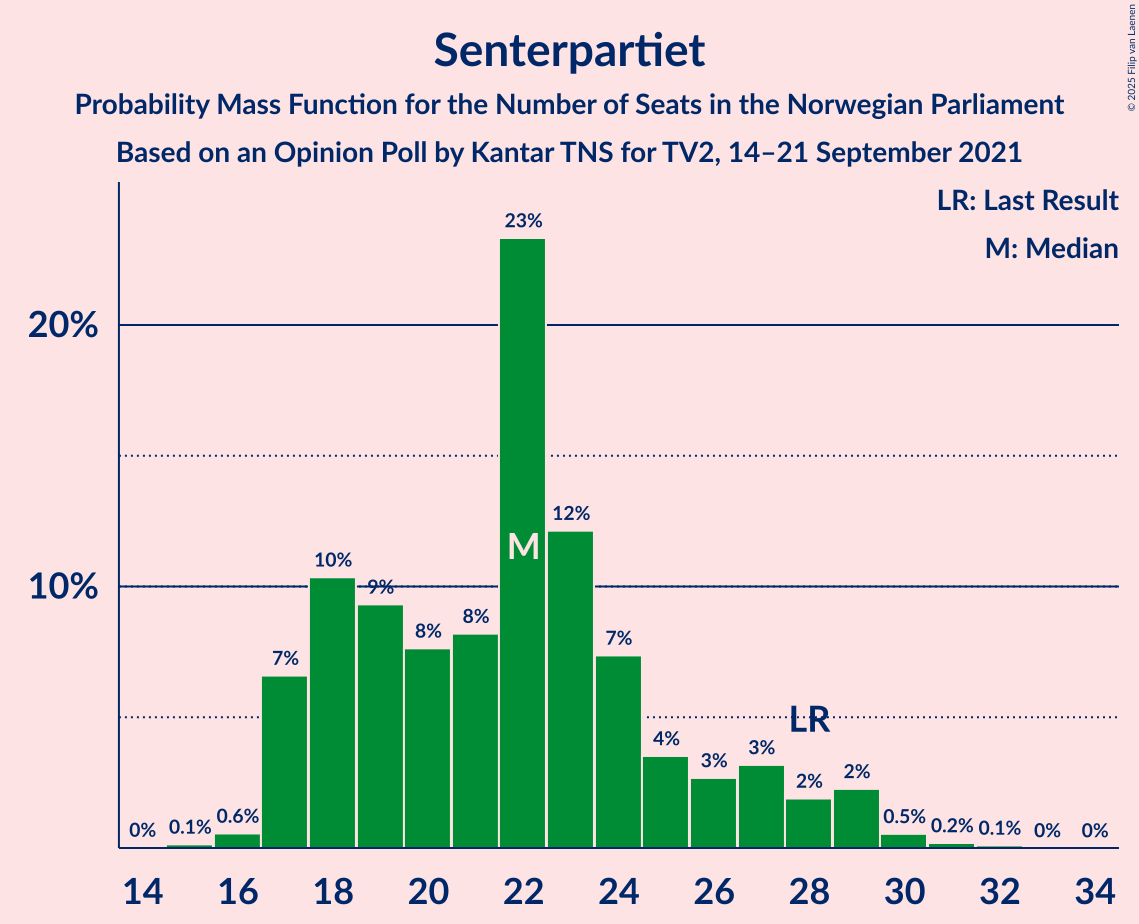 Senterpartiet
Probability Mass Function for the Number of Seats in the Norwegian Parliament
Based on an Opinion Poll by Kantar TNS for TV2, 14–21 September 2021
© 2025 Filip van Laenen
LR: Last Result
M: Median
20%
10%
0%
0.1%
0.6%
7%
10%
9%
8%
8%
23%
M
12%
7%
4%
3%
3%
LR
2%
2%
0.5%
0.2%
0.1%
0%
0%
14 16 18 20 22 24 26 28 30 32 34